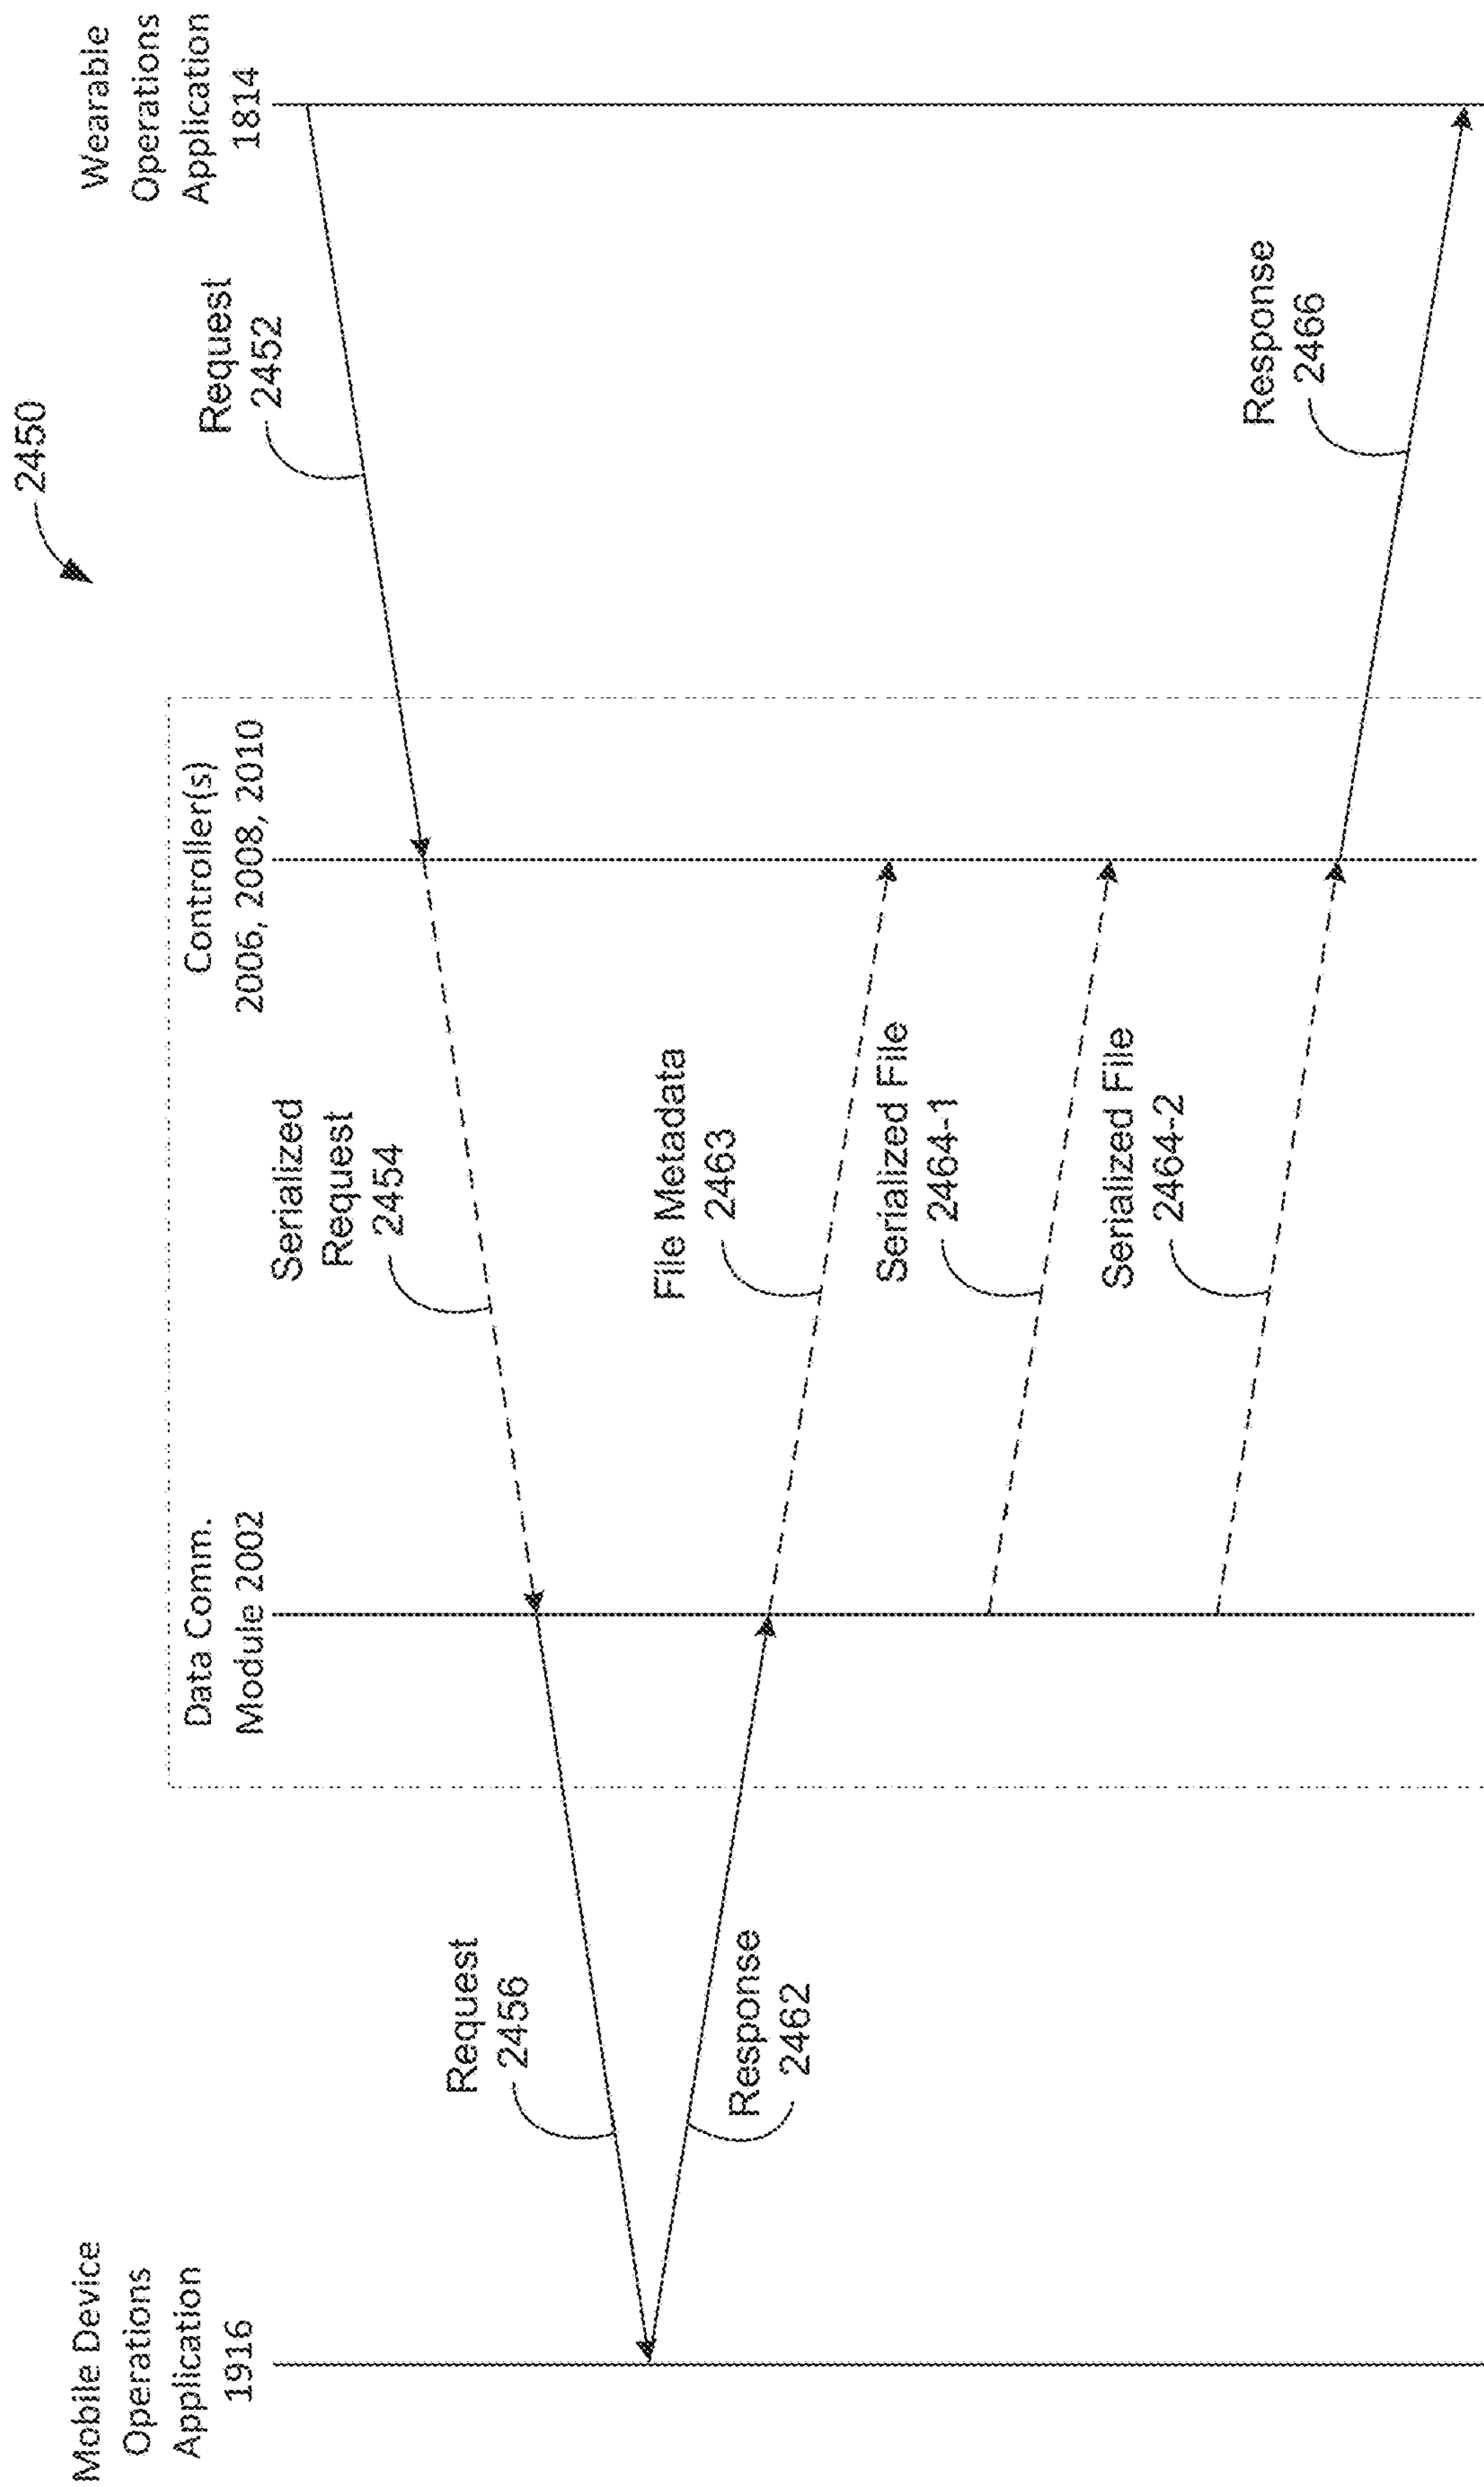 2450
Mobile Device
Operations
Application
1916
Data Comm.
Module 2002
Controller(s)
2006, 2008, 2010
Wearable
Operations
Application
1814
Request
2452
Serialized
Request
2454
Request
2456
Response
2462
File Metadata
2463
Serialized File
2464-1
Serialized File
2464-2
Response
2466